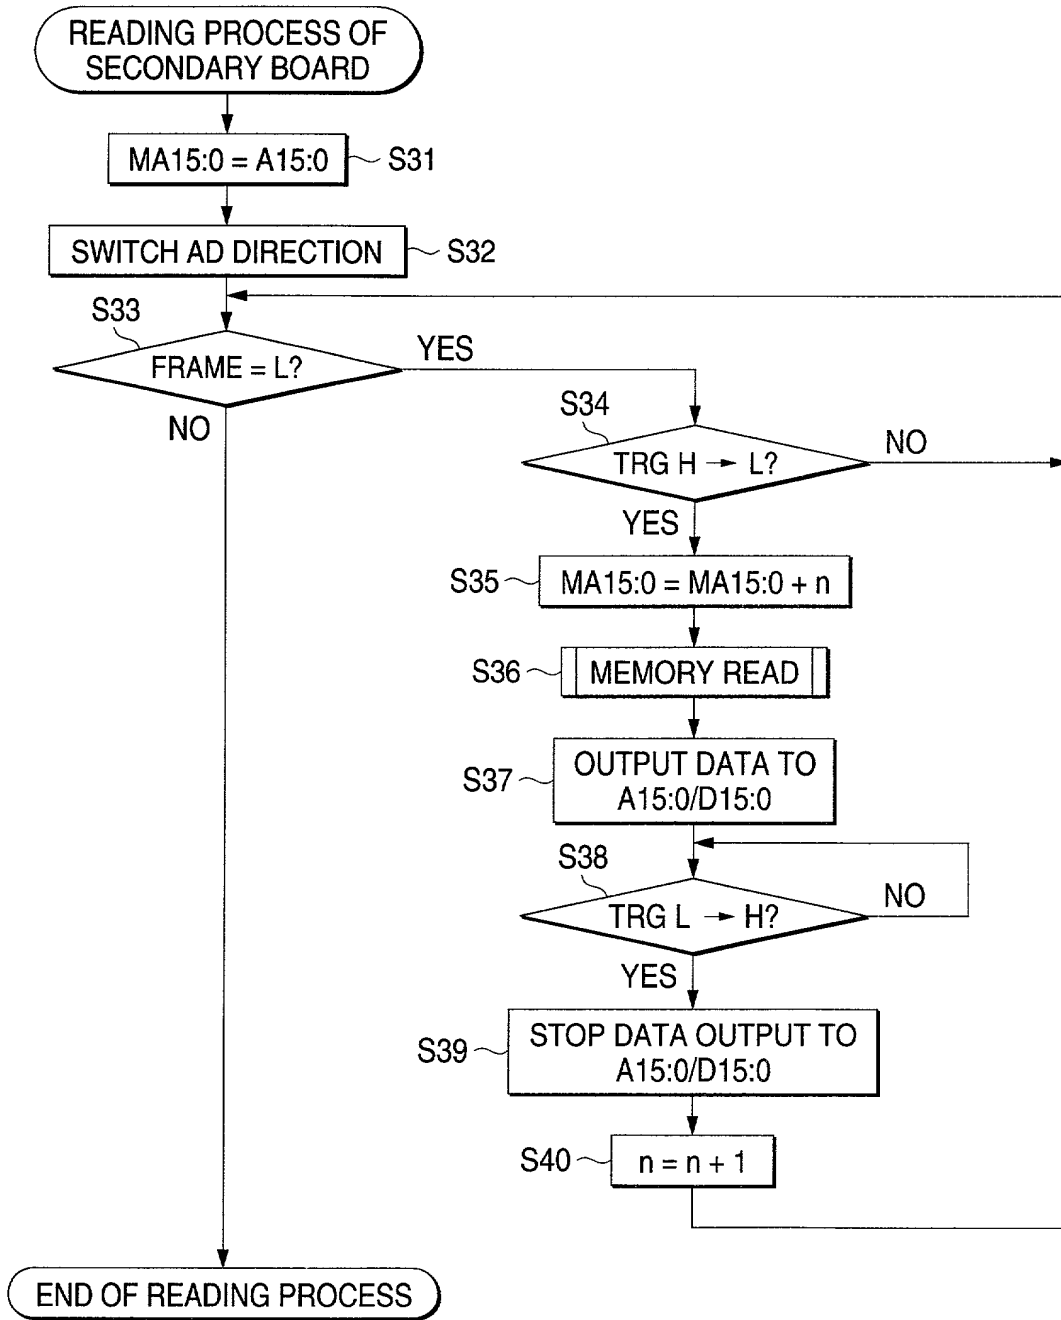 READING PROCESS OF
SECONDARY BOARD
MA15:0 = A15:0
S31
SWITCH AD DIRECTION
S32
S33
FRAME = L?
YES
NO
S34
TRG H → L?
NO
YES
S35
MA15:0 = MA15:0 + n
S36
MEMORY READ
S37
OUTPUT DATA TO
A15:0/D15:0
S38
TRG L → H?
NO
YES
S39
STOP DATA OUTPUT TO
A15:0/D15:0
S40
n = n + 1
END OF READING PROCESS